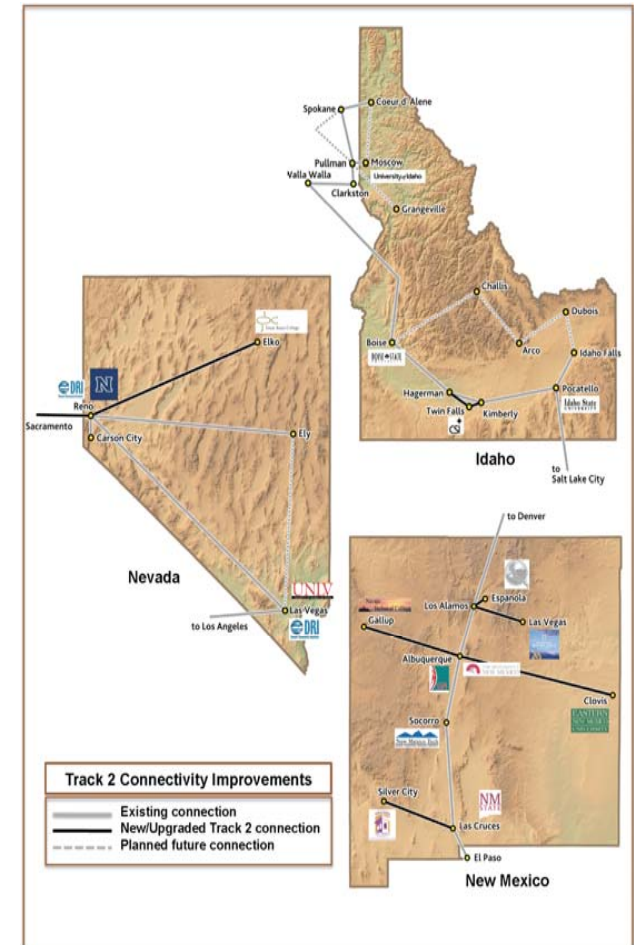 Spokane
Coeur d'Alene
Pullman
Moscow
University of Idaho
Valla Walla
Clarkston
Grangeville
Challis
Dubois
Boise
BOISE STATE
Arco
Idaho Falls
Hagerman
Pocatello
Idaho State
UNIVERSITY
Twin Falls
Kimberly
Idaho
to
Salt Lake City
Elko
DRI
N
Reno
Sacramento
Carson City
Ely
Nevada
UNLV
Las Vegas
to Los Angeles
DRI
to Denver
Espanola
Los Alamos
Las Vegas
Gallup
Albuquerque
Clovis
EASTERN
NEW MEXICO
UNIVERSITY
Socorro
New Mexico Tech
Silver City
NM
STATE
Las Cruces
El Paso
New Mexico
Track 2 Connectivity Improvements
Existing connection
New/Upgraded Track 2 connection
Planned future connection